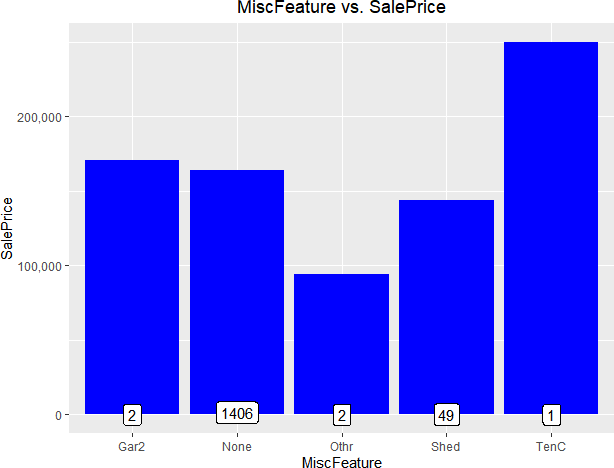 MiscFeature vs. SalePrice
SalePrice
200,000
100,000
0
2
1406
2
49
1
Gar2
None
Othr
Shed
TenC
MiscFeature